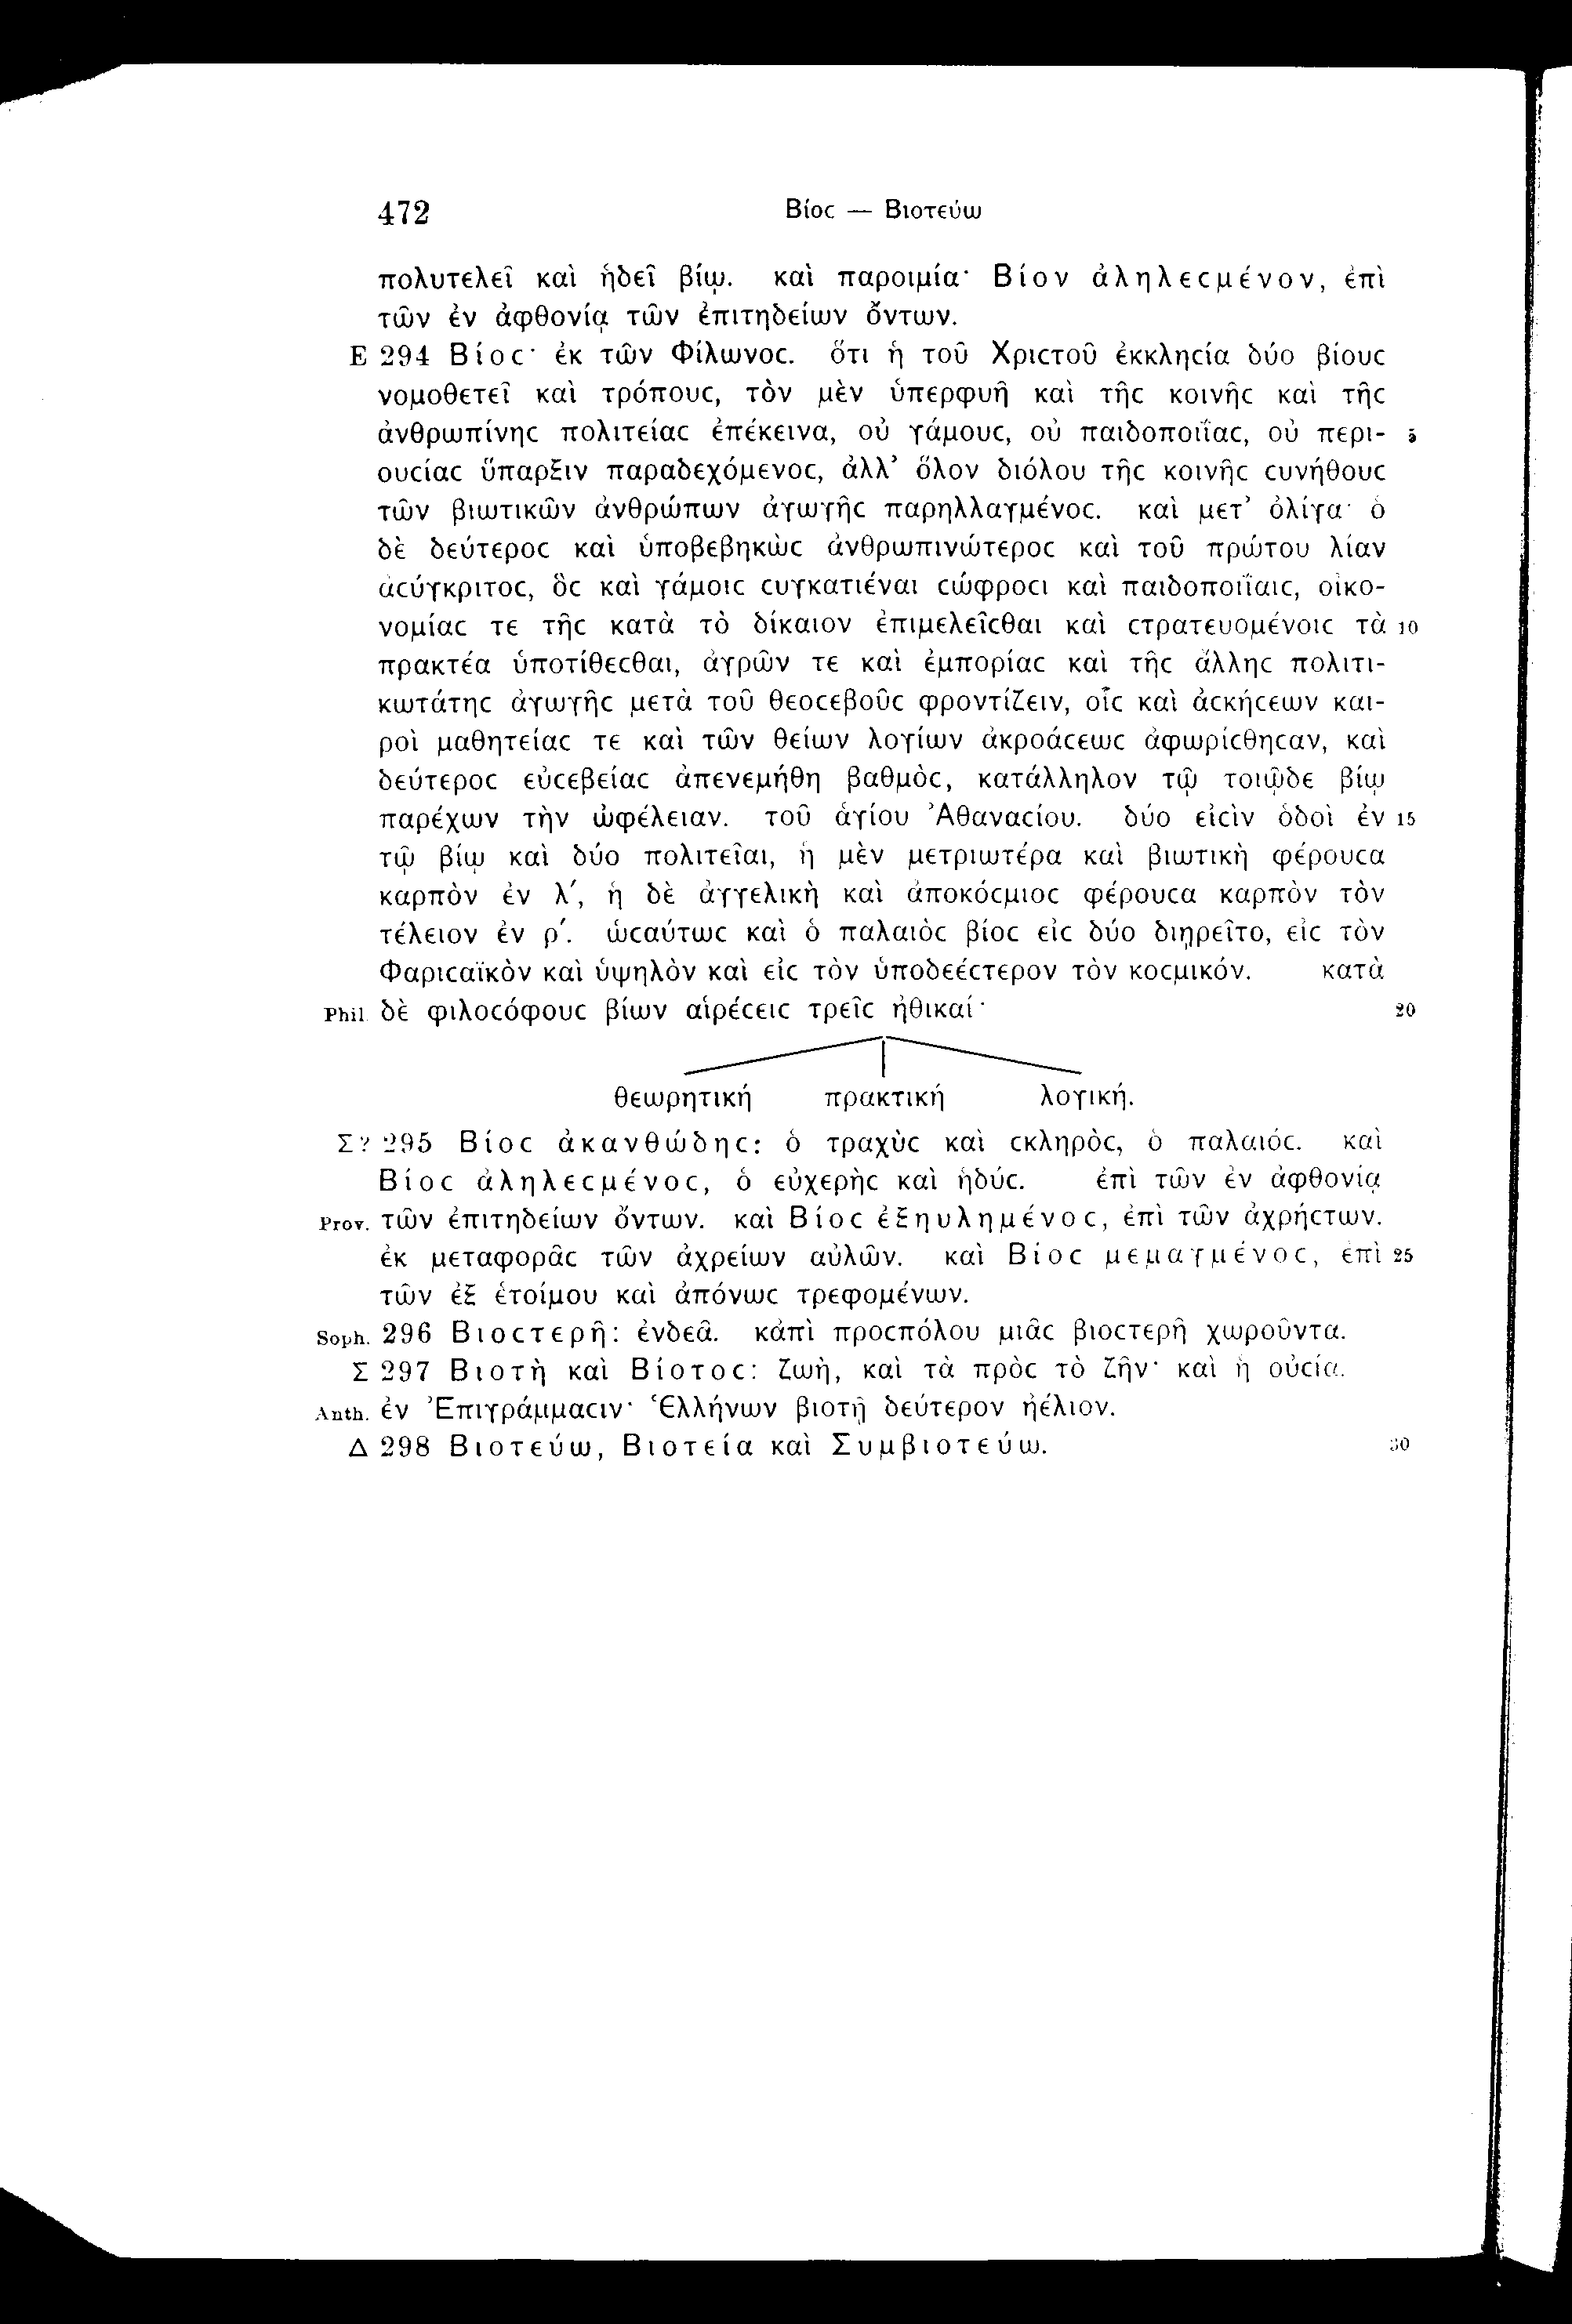 472 Βίοϲ — Βιοτεύω
πολυτελεῖ καὶ ἡδεῖ βίῳ. καὶ παροιμία· Βίον ἀληλεϲμένον, ἐπὶ
τῶν ἐν ἀφθονίᾳ τῶν ἐπιτηδείων ὄντων.
E 294 Βίοϲ· ἐκ τῶν Φίλωνοϲ. ὅτι ἡ τοῦ Χριϲτοῦ ἐκκληϲία δύο βίουϲ
νομοθετεῖ καὶ τρόπουϲ, τὸν μὲν ὑπερφυῆ καὶ τῆϲ κοινῆϲ καὶ τῆϲ
ἀνθρωπίνηϲ πολιτείαϲ ἐπέκεινα, οὐ γάμουϲ, οὐ παιδοποιΐαϲ, οὐ περι- 5
ουϲίαϲ ὕπαρξιν παραδεχόμενοϲ, ἀλλ’ ὅλον διόλου τῆϲ κοινῆϲ ϲυνήθουϲ
τῶν βιωτικῶν ἀνθρώπων ἀγωγῆϲ παρηλλαγμένοϲ. καὶ μετ’ ὀλίγα· ὁ
δὲ δεύτεροϲ καὶ ὑποβεβηκὼϲ ἀνθρωπινώτεροϲ καὶ τοῦ πρώτου λίαν
ἀϲύγκριτοϲ, ὃϲ καὶ γάμοιϲ ϲυγκατιέναι ϲώφροϲι καὶ παιδοποιΐαιϲ, οἰκο-
νομίαϲ τε τῆϲ κατὰ τὸ δίκαιον ἐπιμελεῖϲθαι καὶ ϲτρατευομένοιϲ τὰ 10
πρακτέα ὑποτίθεϲθαι, ἀγρῶν τε καὶ ἐμπορίαϲ καὶ τῆϲ ἄλληϲ πολιτι-
κωτάτηϲ ἀγωγῆϲ μετὰ τοῦ θεοϲεβοῦϲ φροντίζειν, οἷϲ καὶ ἀϲκήϲεων και-
ροὶ μαθητείαϲ τε καὶ τῶν θείων λογίων ἀκροάϲεωϲ ἀφωρίϲθηϲαν, καὶ
δεύτεροϲ εὐϲεβείαϲ ἀπενεμήθη βαθμὸϲ, κατάλληλον τῷ τοιῷδε βίῳ
παρέχων τὴν ὠφέλειαν. τοῦ ἁγίου Ἀθαναϲίου. δύο εἰϲὶν ὁδοὶ ἐν 15
τῷ βίῳ καὶ δύο πολιτεῖαι, ἡ μὲν μετριωτέρα καὶ βιωτικὴ φέρουϲα
καρπὸν ἐν λ′, ἡ δὲ ἀγγελικὴ καὶ ἀποκόϲμιοϲ φέρουϲα καρπὸν τὸν
τέλειον ἐν ρ′. ὡϲαύτωϲ καὶ ὁ παλαιὸϲ βίοϲ εἰϲ δύο διῃρεῖτο, εἰϲ τὸν
Φαριϲαϊκὸν καὶ ὑψηλὸν καὶ εἰϲ τὸν ὑποδεέϲτερον τὸν κοϲμικόν. κατὰ
Phil. δὲ φιλοϲόφουϲ βίων αἱρέϲειϲ τρεῖϲ ἠθικαί· 20
θεωρητική πρακτική λογική.
Σ? 295 Βίοϲ ἀκανθώδηϲ: ὁ τραχὺϲ καὶ ϲκληρὸϲ, ὁ παλαιόϲ. καὶ
Βίοϲ ἀληλεϲμένοϲ, ὁ εὐχερὴϲ καὶ ἡδύϲ. ἐπὶ τῶν ἐν ἀφθονίᾳ
Prov. τῶν ἐπιτηδείων ὄντων. καὶ Βίοϲ ἐξηυλημένοϲ, ἐπὶ τῶν ἀχρήϲτων.
ἐκ μεταφορᾶϲ τῶν ἀχρείων αὐλῶν. καὶ Βίοϲ μεμαγμένοϲ, ἐπὶ 25
τῶν ἐξ ἑτοίμου καὶ ἀπόνωϲ τρεφομένων.
Soph. 296 Βιοϲτερῆ: ἐνδεᾶ. κἀπὶ προϲπόλου μιᾶϲ βιοϲτερῆ χωροῦντα.
Σ 297 Βιοτὴ καὶ Βίοτοϲ: ζωὴ, καὶ τὰ πρὸϲ τὸ ζῆν· καὶ ἡ οὐϲία.
Anth. ἐν Ἐπιγράμμαϲιν· Ἑλλήνων βιοτῇ δεύτερον ἠέλιον.
Δ 298 Βιοτεύω, Βιοτεία καὶ Συμβιοτεύω. 30